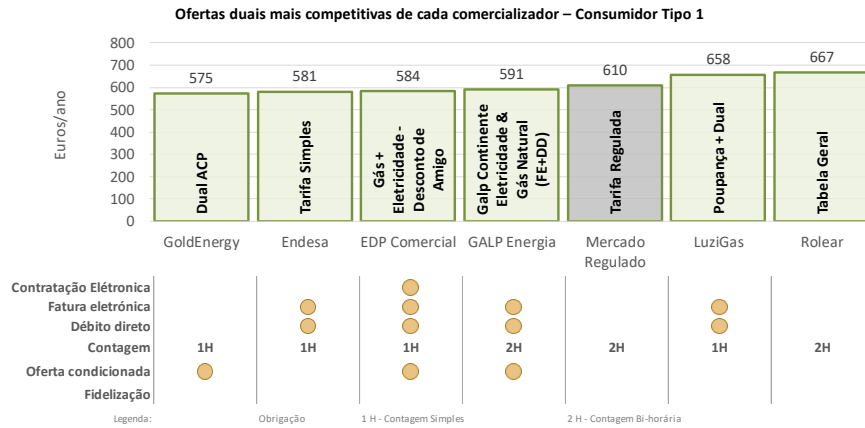 Ofertas duais mais competitivas de cada comercializador – Consumidor Tipo 1
Euros/ano
800
700
600
500
400
300
200
100
0
575
581
584
591
610
658
667
Dual ACP
Tarifa Simples
Gás +
Eletricidade -
Desconto de
Amigo
Galp Continente
Eletricidade &
Gás Natural
(FE+DD)
Tarifa Regulada
Poupança + Dual
Tabela Geral
GoldEnergy
Endesa
EDP Comercial
GALP Energia
Mercado
Regulado
LuziGas
Rolear
Contratação Elétronica
Fatura eletrónica
Débito direto
Contagem 1H 1H 1H 2H 2H 1H 2H
Oferta condicionada
Fidelização
Legenda: Obrigação 1 H - Contagem Simples 2 H - Contagem Bi-horária